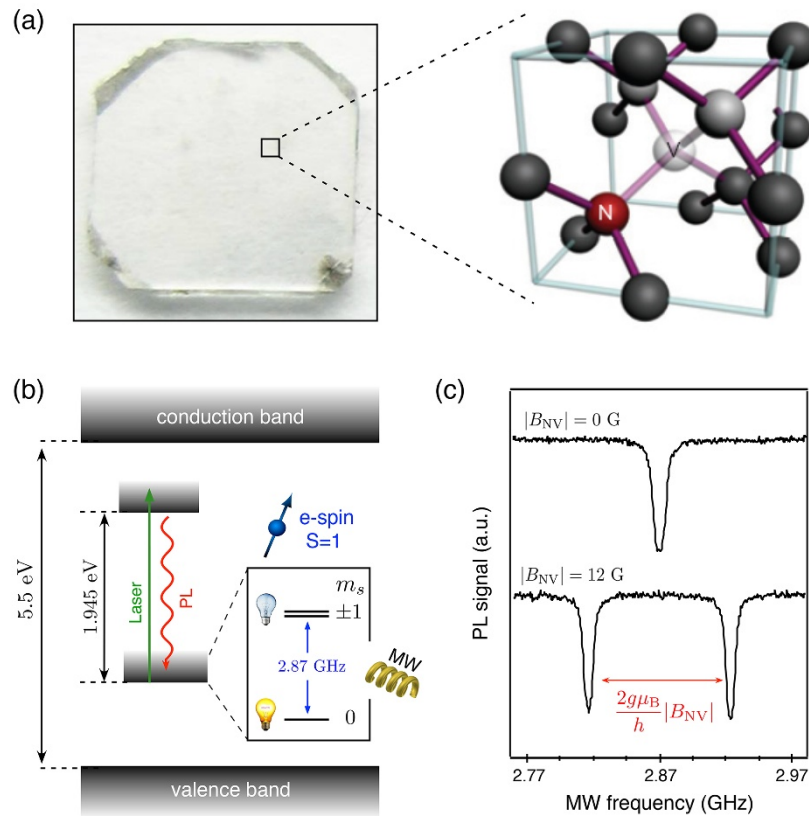 (a)
V
N
(b)
conduction band
5.5 eV
1.945 eV
Laser
PL
e-spin
S=1
m_s
±1
2.87 GHz
0
MW
valence band
(c)
|B_NV| = 0 G
|B_NV| = 12 G
2gμ_B/h |B_NV|
PL signal (a.u.)
2.77 2.87 2.97
MW frequency (GHz)